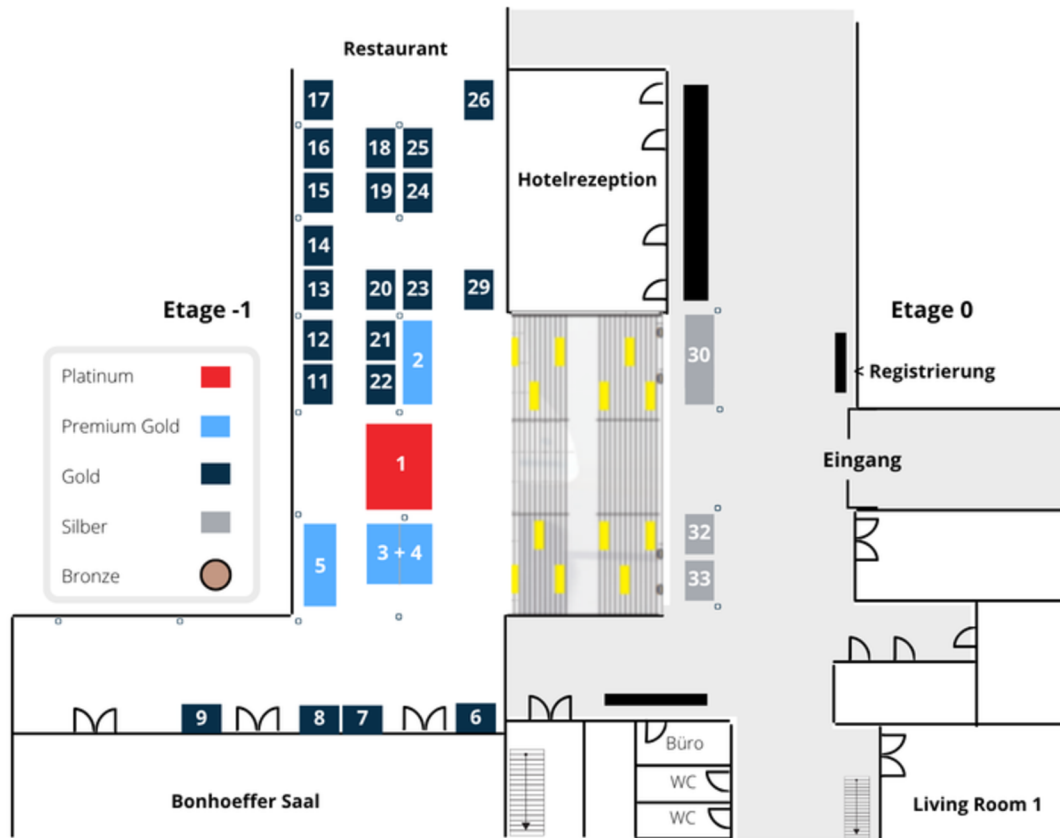 Restaurant
17
26
16
18
25
15
19
24
14
13
20
23
29
12
21
2
11
22
1
5
3 + 4
9
8
7
6
Etage -1
Platinum
Premium Gold
Gold
Silber
Bronze
Bonhoeffer Saal
Hotelrezeption
30
32
33
Etage 0
< Registrierung
Eingang
Büro
WC
WC
Living Room 1